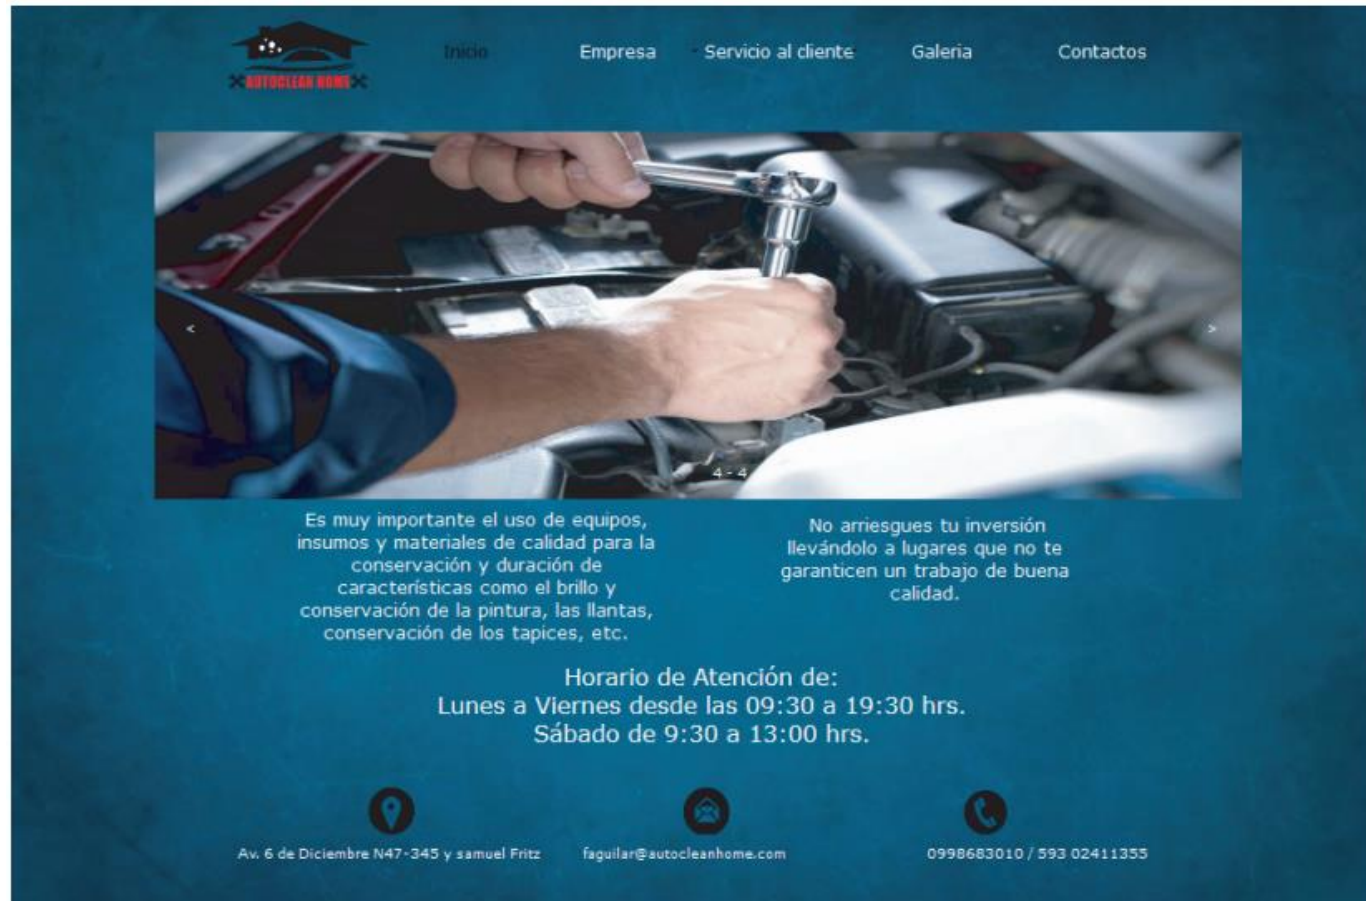 AUTOCLEAN HOME
Inicio
Empresa
Servicio al cliente
Galeria
Contactos
<
>
4 - 4
Es muy importante el uso de equipos,
insumos y materiales de calidad para la
conservación y duración de
características como el brillo y
conservación de la pintura, las llantas,
conservación de los tapices, etc.
No arriesgues tu inversión
llevándolo a lugares que no te
garanticen un trabajo de buena
calidad.
Horario de Atención de:
Lunes a Viernes desde las 09:30 a 19:30 hrs.
Sábado de 9:30 a 13:00 hrs.
Av. 6 de Diciembre N47-345 y samuel Fritz
faguilar@autocleanhome.com
0998683010 / 593 02411355